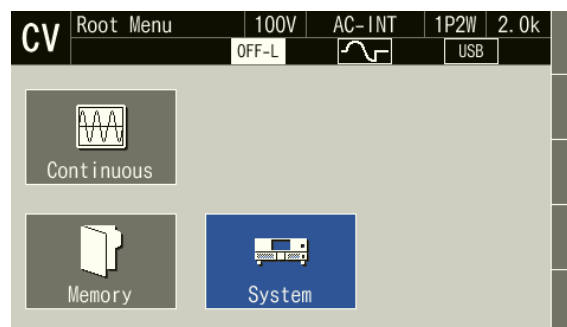 CV Root Menu 100V AC-INT 1P2W 2.0k
OFF-L USB
Continuous
Memory System